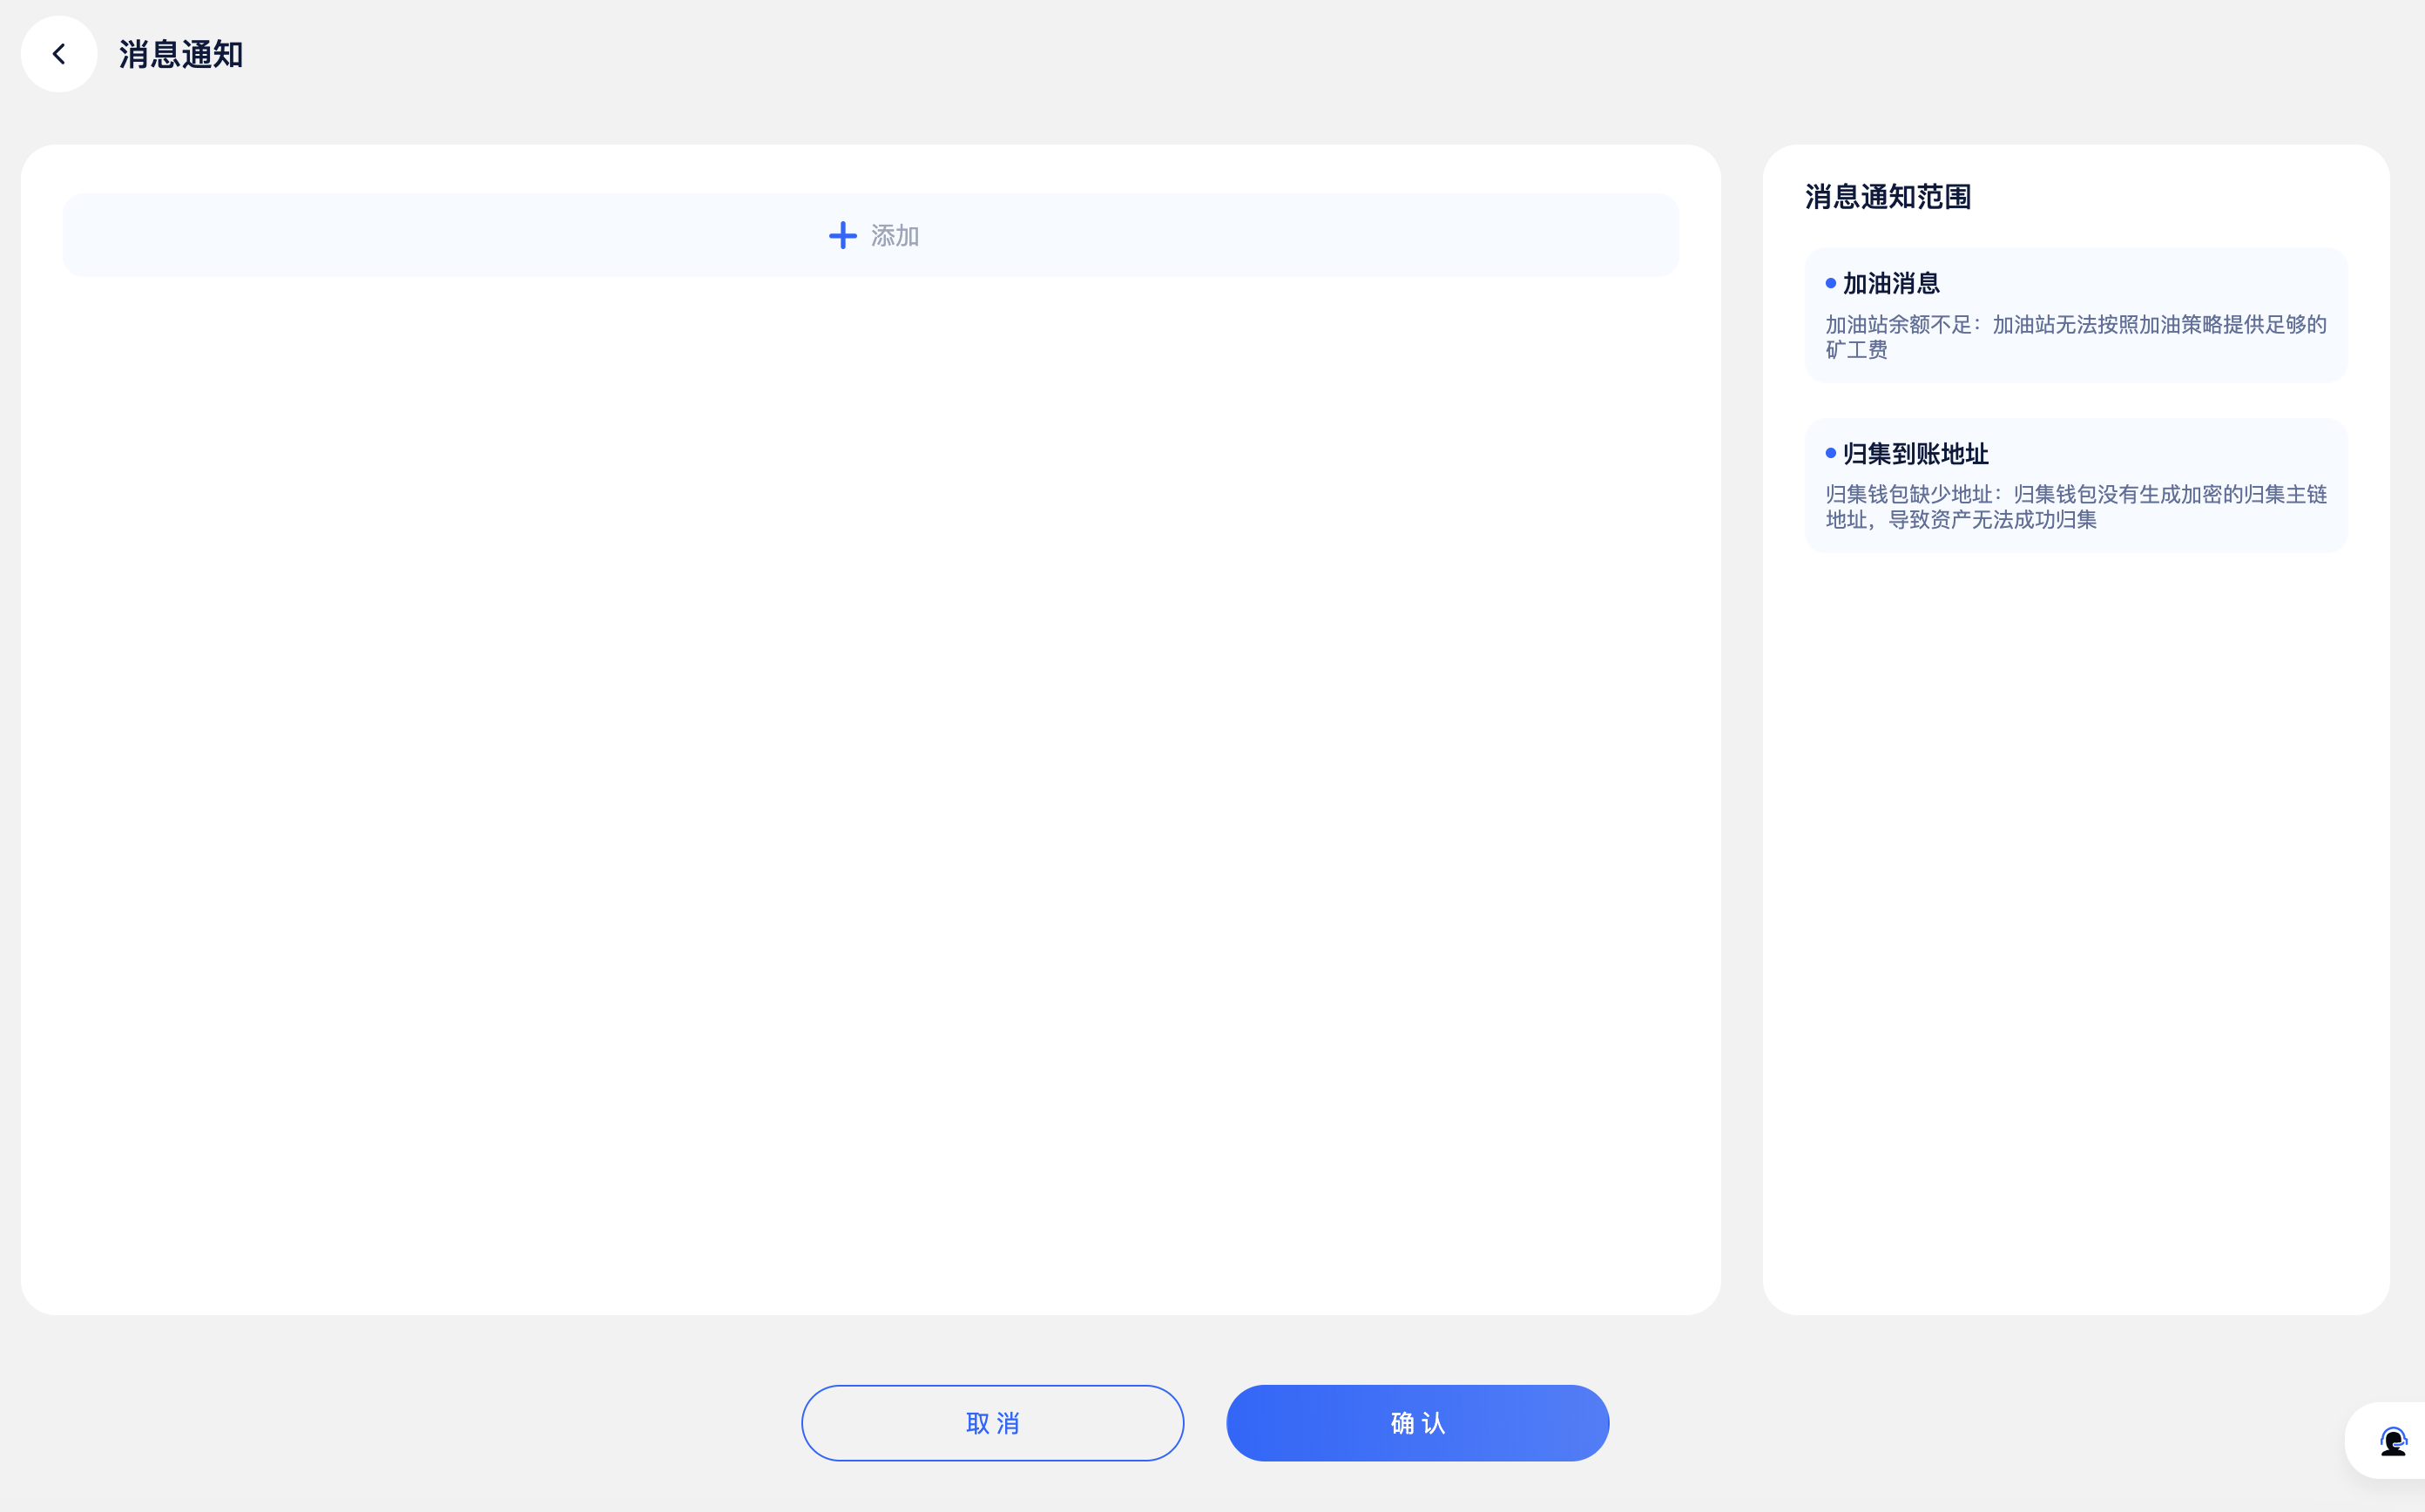 消息通知
添加
消息通知范围
加油消息
加油站余额不足：加油站无法按照加油策略提供足够的
矿工费
归集到账地址
归集钱包缺少地址：归集钱包没有生成加密的归集主链
地址，导致资产无法成功归集
取 消
确 认